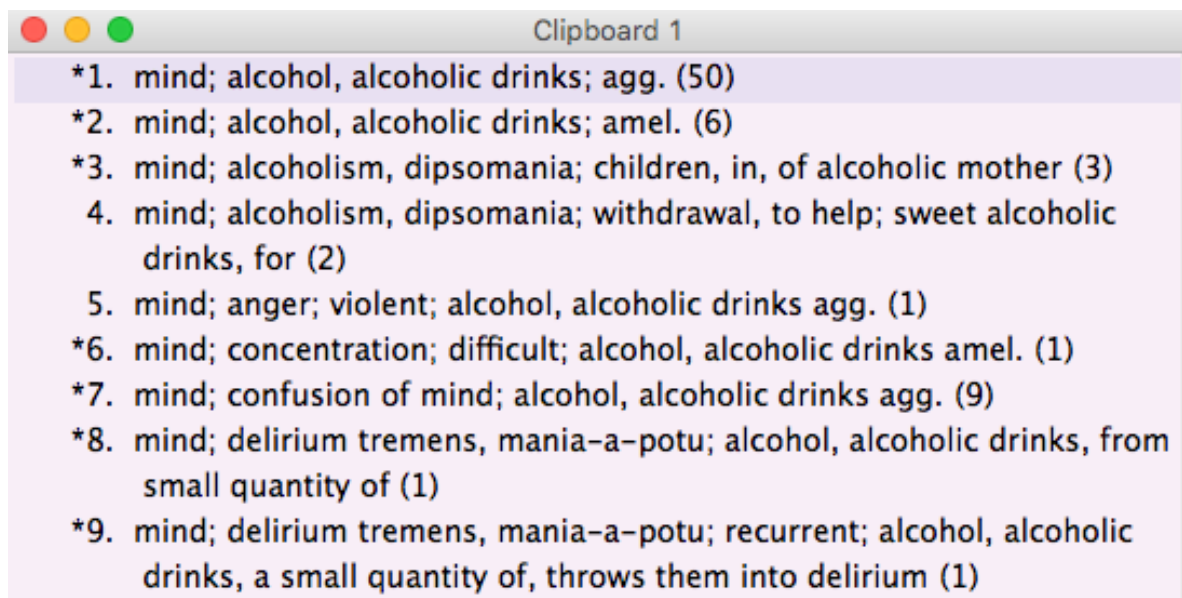 Clipboard 1
*1. mind; alcohol, alcoholic drinks; agg. (50)
*2. mind; alcohol, alcoholic drinks; amel. (6)
*3. mind; alcoholism, dipsomania; children, in, of alcoholic mother (3)
4. mind; alcoholism, dipsomania; withdrawal, to help; sweet alcoholic
drinks, for (2)
5. mind; anger; violent; alcohol, alcoholic drinks agg. (1)
*6. mind; concentration; difficult; alcohol, alcoholic drinks amel. (1)
*7. mind; confusion of mind; alcohol, alcoholic drinks agg. (9)
*8. mind; delirium tremens, mania-a-potu; alcohol, alcoholic drinks, from
small quantity of (1)
*9. mind; delirium tremens, mania-a-potu; recurrent; alcohol, alcoholic
drinks, a small quantity of, throws them into delirium (1)